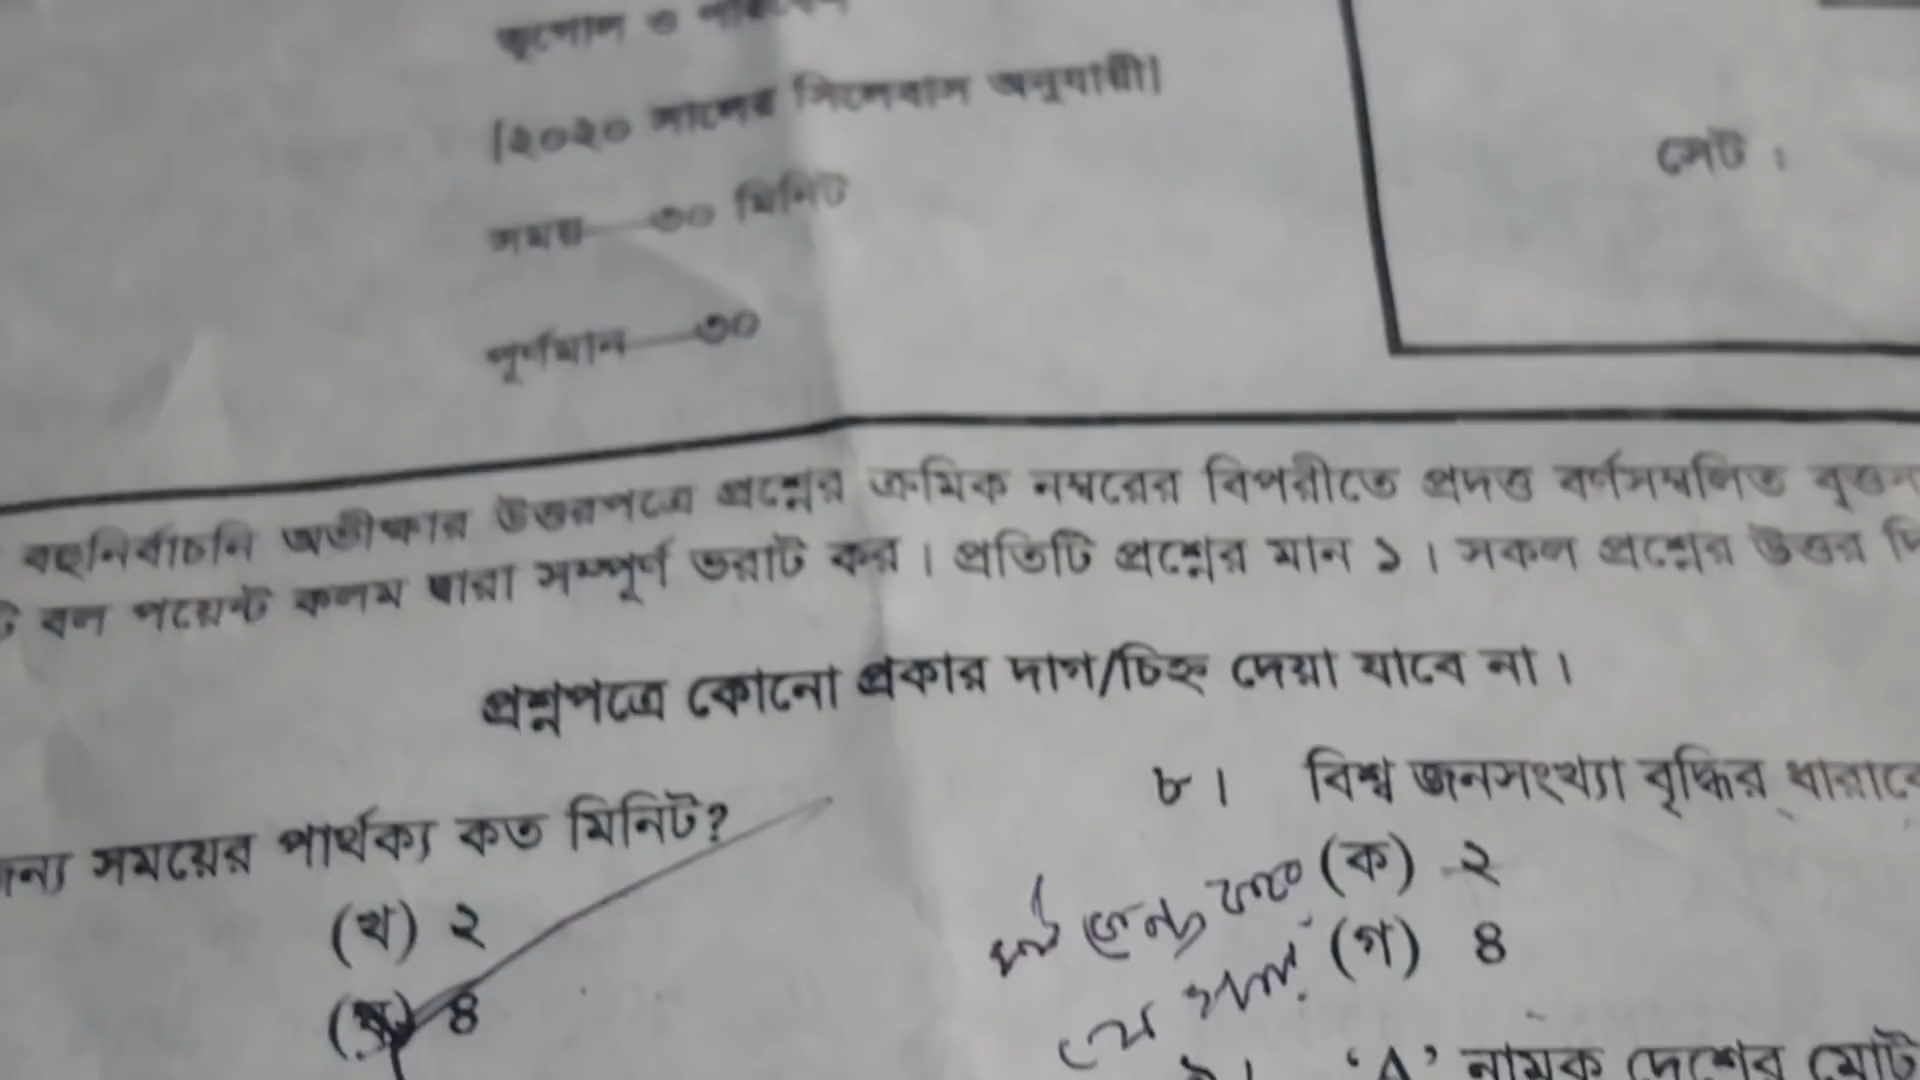 ভূগোল ও
[২০২০ সালের সিলেবাস অনুযায়ী]
সময়—৩০ মিনিট
পূর্ণমান—৩০
সেট :
বহুনির্বাচনি অভীক্ষার উত্তরপত্রে প্রশ্নের ক্রমিক নম্বরের বিপরীতে প্রদত্ত বর্ণসম্বলিত
বল পয়েন্ট কলম দ্বারা সম্পূর্ণ ভরাট কর। প্রতিটি প্রশ্নের মান ১। সকল প্রশ্নের উত্তর
প্রশ্নপত্রে কোনো প্রকার দাগ/চিহ্ন দেয়া যাবে না।
সময়ের পার্থক্য কত মিনিট?
(খ) ২
(ঘ) ৪
৮। বিশ্ব জনসংখ্যা বৃদ্ধির
(ক) ২
(গ) ৪
৯। ‘A’ নামক দেশের মোট